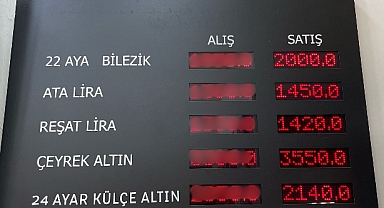 ALIŞ SATIŞ
22 AYA BİLEZİK 2000.0
ATA LİRA 1450.0
REŞAT LİRA 1420.0
ÇEYREK ALTIN 3550.0
24 AYAR KÜLÇE ALTIN 2140.0